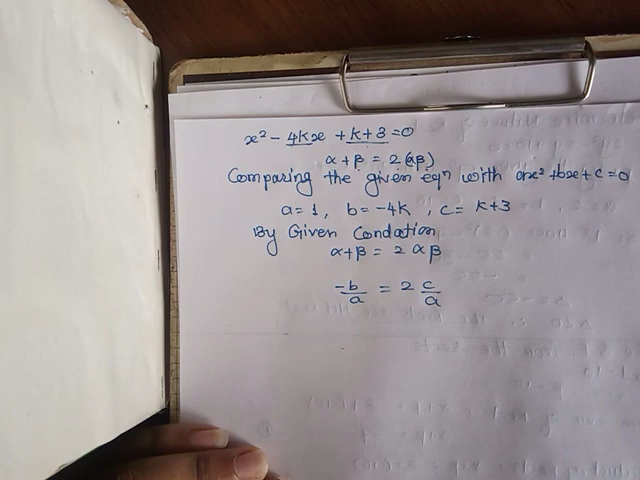 x² - 4kx + k+3 = 0
α+β = 2(αβ)
Comparing the given eqⁿ with ax²+bx+c=0
a=1, b=-4k, c= k+3
By Given Condation
α+β = 2αβ
-b/a = 2 c/a